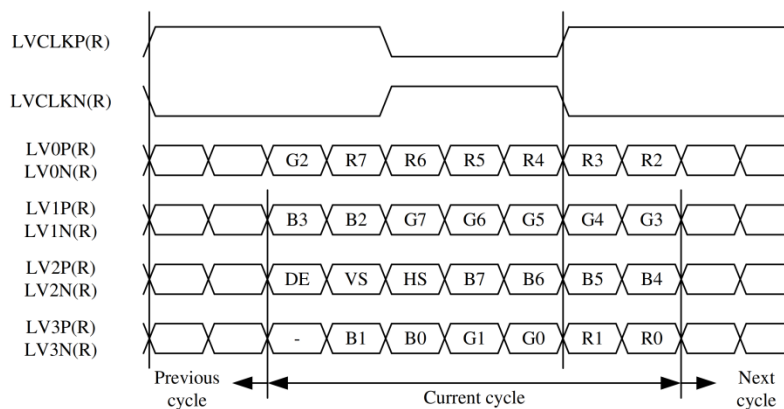 LVCLKP(R)
LVCLKN(R)
LV0P(R)
LV0N(R)
G2 R7 R6 R5 R4 R3 R2
LV1P(R)
LV1N(R)
B3 B2 G7 G6 G5 G4 G3
LV2P(R)
LV2N(R)
DE VS HS B7 B6 B5 B4
LV3P(R)
LV3N(R)
- B1 B0 G1 G0 R1 R0
Previous
cycle
Current cycle
Next
cycle